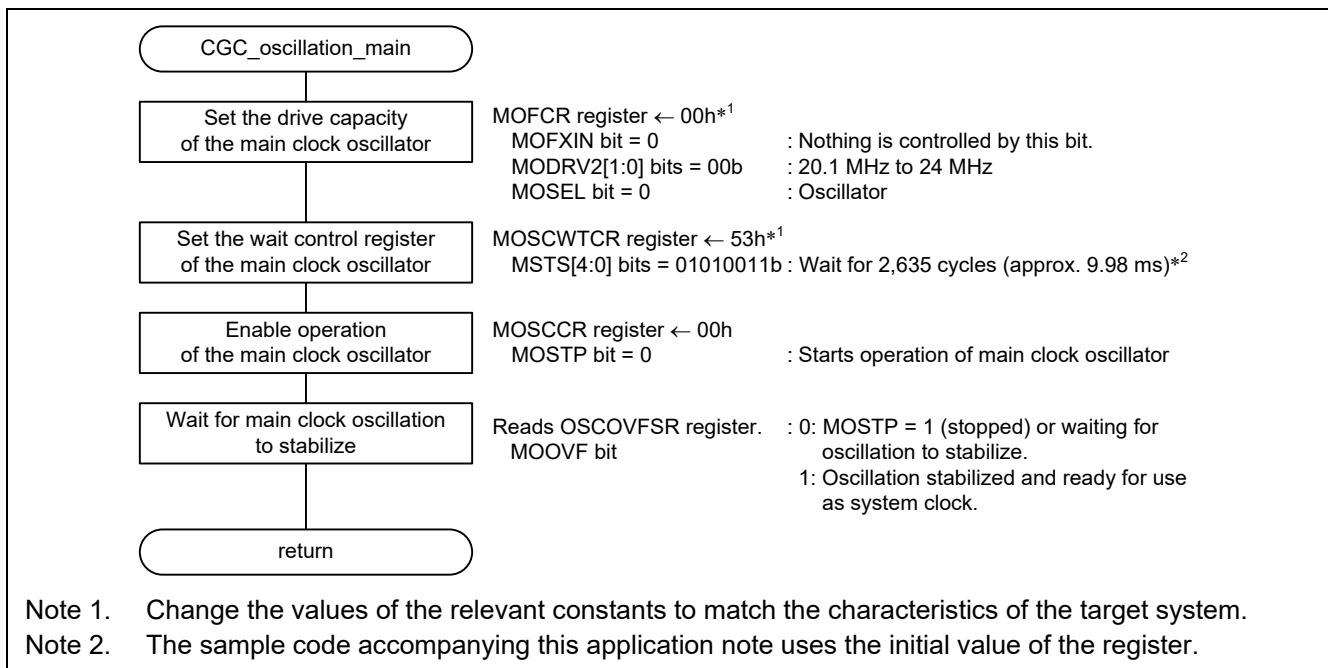 CGC_oscillation_main
Set the drive capacity
of the main clock oscillator
MOFCR register ← 00h*1
MOFXIN bit = 0 : Nothing is controlled by this bit.
MODRV2[1:0] bits = 00b : 20.1 MHz to 24 MHz
MOSEL bit = 0 : Oscillator
Set the wait control register
of the main clock oscillator
MOSCWTCR register ← 53h*1
MSTS[4:0] bits = 01010011b : Wait for 2,635 cycles (approx. 9.98 ms)*2
Enable operation
of the main clock oscillator
MOSCCR register ← 00h
MOSTP bit = 0 : Starts operation of main clock oscillator
Wait for main clock oscillation
to stabilize
Reads OSCOVFSR register. : 0: MOSTP = 1 (stopped) or waiting for
MOOVF bit oscillation to stabilize.
1: Oscillation stabilized and ready for use
as system clock.
return
Note 1. Change the values of the relevant constants to match the characteristics of the target system.
Note 2. The sample code accompanying this application note uses the initial value of the register.